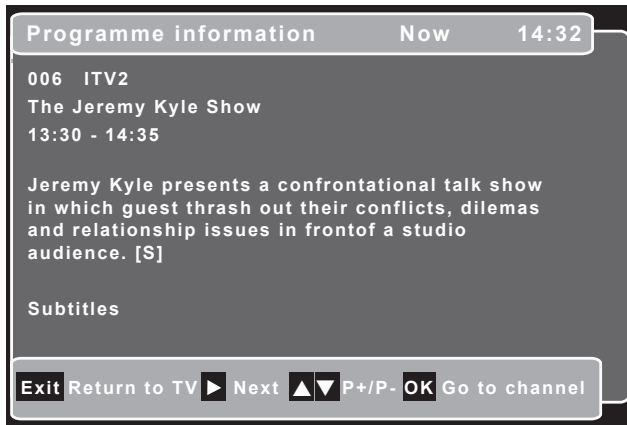 Programme information Now 14:32
006 ITV2
The Jeremy Kyle Show
13:30 - 14:35
Jeremy Kyle presents a confrontational talk show
in which guest thrash out their conflicts, dilemas
and relationship issues in frontof a studio
audience. [S]
Subtitles
Exit Return to TV ▶ Next ▲▼ P+/P- OK Go to channel